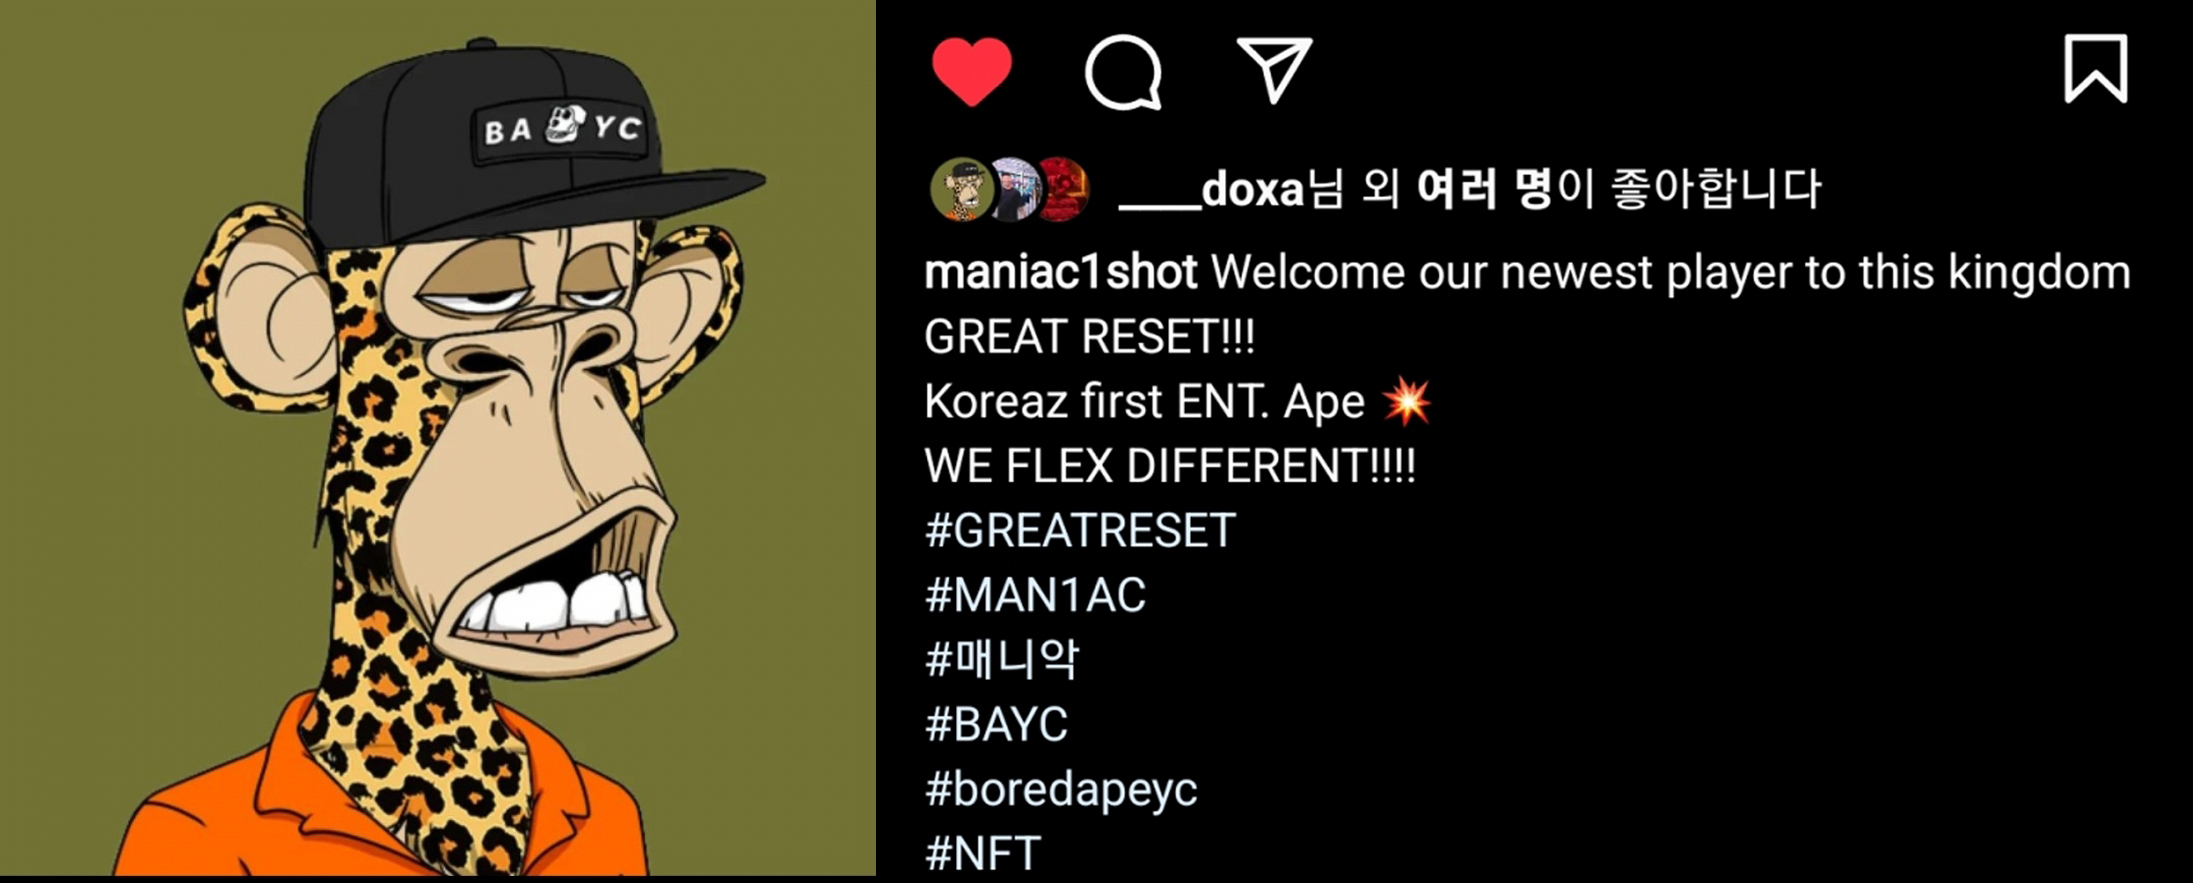 BA YC
____doxa님 외 여러 명이 좋아합니다
maniac1shot Welcome our newest player to this kingdom
GREAT RESET!!!
Koreaz first ENT. Ape 💥
WE FLEX DIFFERENT!!!!
#GREATRESET
#MAN1AC
#매니악
#BAYC
#boredapeyc
#NFT